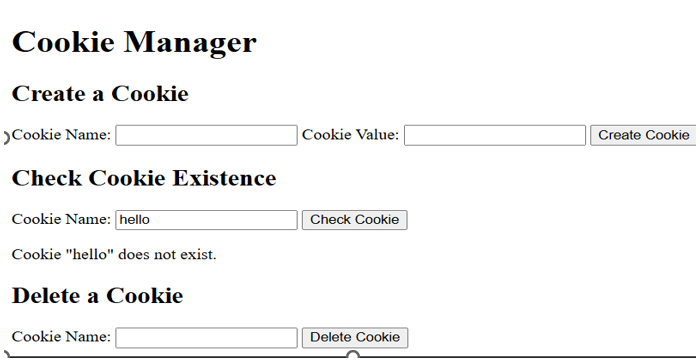 Cookie Manager
Create a Cookie
Cookie Name: Cookie Value: Create Cookie
Check Cookie Existence
Cookie Name: hello Check Cookie
Cookie "hello" does not exist.
Delete a Cookie
Cookie Name: Delete Cookie